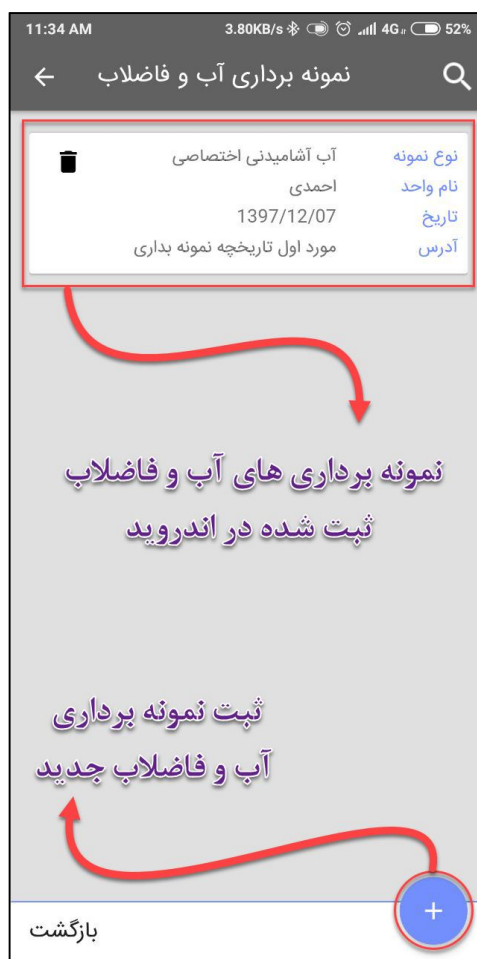 11:34 AM 3.80KB/s 4G 52%
نمونه برداری آب و فاضلاب
نوع نمونه آب آشامیدنی اختصاصی
نام واحد احمدی
تاریخ 1397/12/07
آدرس مورد اول تاریخچه نمونه بداری
نمونه برداری های آب و فاضلاب
ثبت شده در اندروید
ثبت نمونه برداری
آب و فاضلاب جدید
+
بازگشت